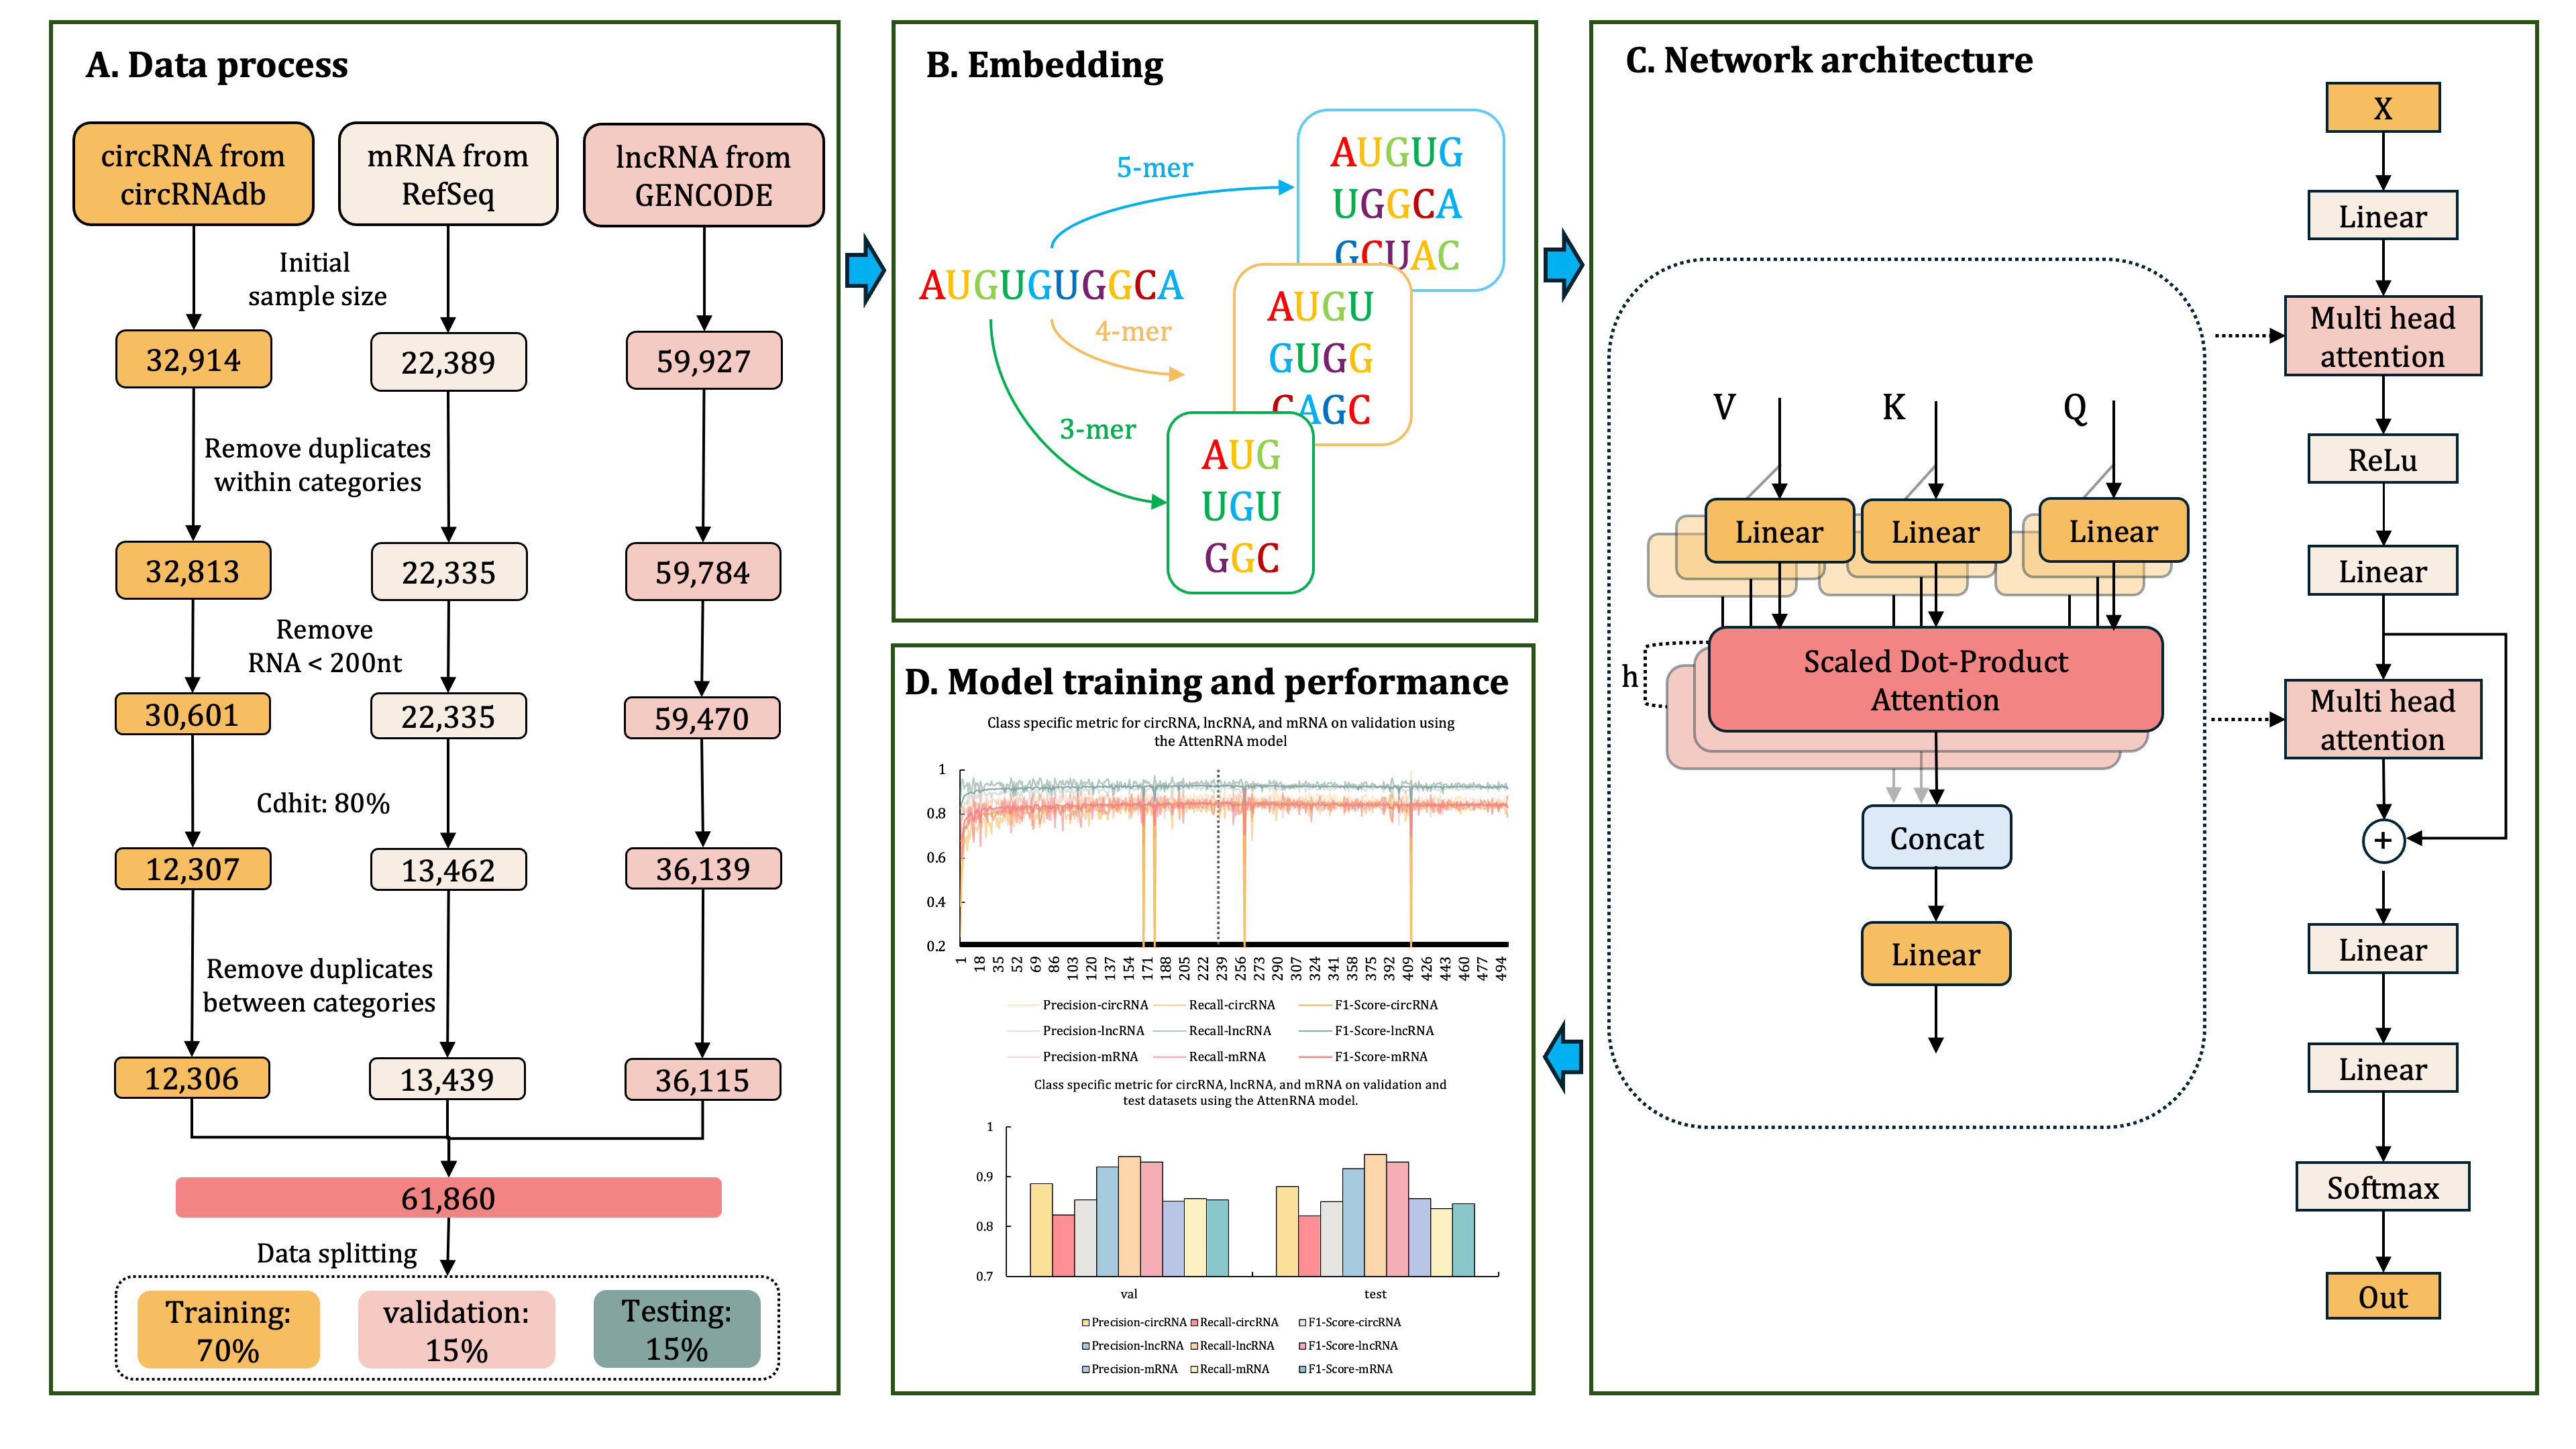 A. Data process
circRNA from
circRNAdb
mRNA from
RefSeq
lncRNA from
GENCODE
Initial
sample size
32,914
22,389
59,927
Remove duplicates
within categories
32,813
22,335
59,784
Remove
RNA < 200nt
30,601
22,335
59,470
Cdhit: 80%
12,307
13,462
36,139
Remove duplicates
between categories
12,306
13,439
36,115
61,860
Data splitting
Training:
70%
validation:
15%
Testing:
15%
B. Embedding
AUGUGUGGCA
5-mer
AUGUG
UGGCA
GCUAC
4-mer
AUGU
GUGG
CAGC
3-mer
AUG
UGU
GGC
C. Network architecture
V
K
Q
Linear
Linear
Linear
h
Scaled Dot-Product
Attention
Concat
Linear
X
Linear
Multi head
attention
ReLu
Linear
Multi head
attention
+
Linear
Linear
Softmax
Out
D. Model training and performance
Class specific metric for circRNA, lncRNA, and mRNA on validation using
the AttenRNA model
1
0.8
0.6
0.4
0.2
1 18 35 52 69 86 103 120 137 154 171 188 205 222 239 256 273 290 307 324 341 358 375 392 409 426 443 460 477 494
Precision-circRNA Recall-circRNA F1-Score-circRNA
Precision-lncRNA Recall-lncRNA F1-Score-lncRNA
Precision-mRNA Recall-mRNA F1-Score-mRNA
Class specific metric for circRNA, lncRNA, and mRNA on validation and
test datasets using the AttenRNA model.
1
0.9
0.8
0.7
val test
Precision-circRNA Recall-circRNA F1-Score-circRNA
Precision-lncRNA Recall-lncRNA F1-Score-lncRNA
Precision-mRNA Recall-mRNA F1-Score-mRNA